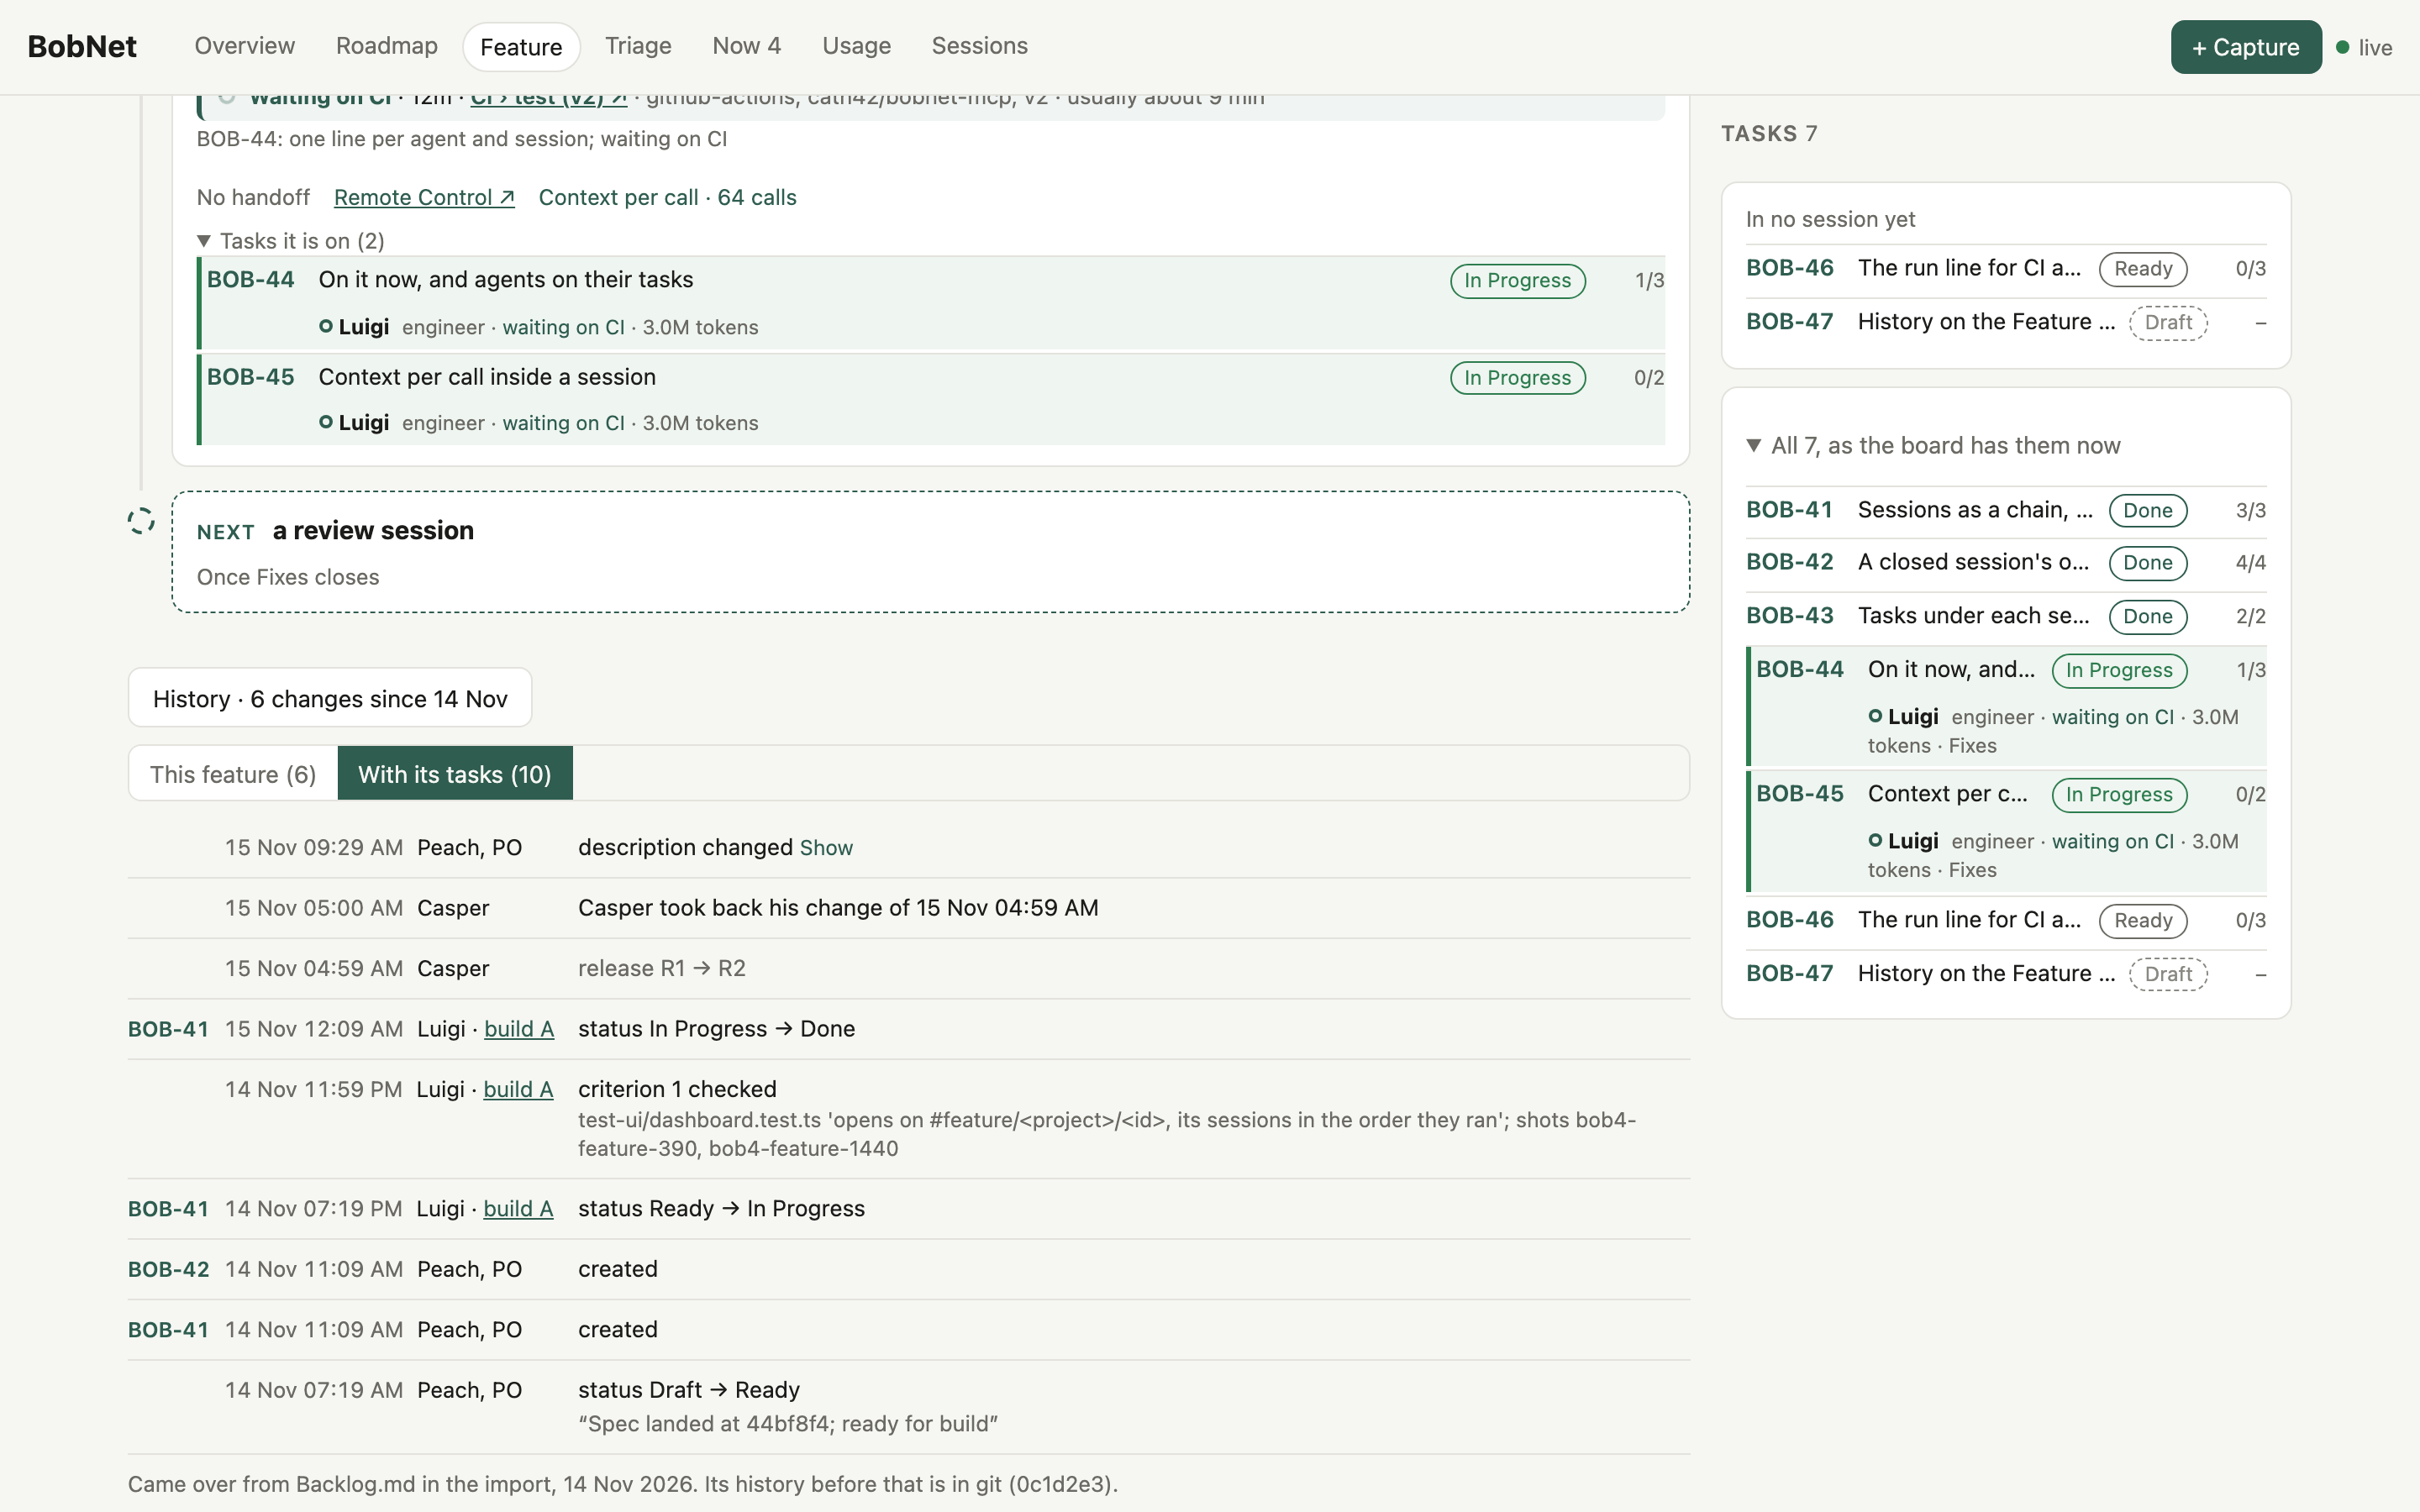 BobNet
Overview
Roadmap
Feature
Triage
Now 4
Usage
Sessions
+ Capture
live
Waiting on CI · 12m · CI › test (v2) ↗ · github-actions, cath42/bobnet-mcp, v2 · usually about 9 min
BOB-44: one line per agent and session; waiting on CI
No handoff Remote Control ↗ Context per call · 64 calls
▼ Tasks it is on (2)
BOB-44 On it now, and agents on their tasks In Progress 1/3
Luigi engineer · waiting on CI · 3.0M tokens
BOB-45 Context per call inside a session In Progress 0/2
Luigi engineer · waiting on CI · 3.0M tokens
NEXT a review session
Once Fixes closes
History · 6 changes since 14 Nov
This feature (6) With its tasks (10)
15 Nov 09:29 AM Peach, PO description changed Show
15 Nov 05:00 AM Casper Casper took back his change of 15 Nov 04:59 AM
15 Nov 04:59 AM Casper release R1 → R2
BOB-41 15 Nov 12:09 AM Luigi · build A status In Progress → Done
14 Nov 11:59 PM Luigi · build A criterion 1 checked
test-ui/dashboard.test.ts 'opens on #feature/<project>/<id>, its sessions in the order they ran'; shots bob4-
feature-390, bob4-feature-1440
BOB-41 14 Nov 07:19 PM Luigi · build A status Ready → In Progress
BOB-42 14 Nov 11:09 AM Peach, PO created
BOB-41 14 Nov 11:09 AM Peach, PO created
14 Nov 07:19 AM Peach, PO status Draft → Ready
“Spec landed at 44bf8f4; ready for build”
Came over from Backlog.md in the import, 14 Nov 2026. Its history before that is in git (0c1d2e3).
TASKS 7
In no session yet
BOB-46 The run line for CI a... Ready 0/3
BOB-47 History on the Feature ... Draft –
▼ All 7, as the board has them now
BOB-41 Sessions as a chain, ... Done 3/3
BOB-42 A closed session's o... Done 4/4
BOB-43 Tasks under each se... Done 2/2
BOB-44 On it now, and... In Progress 1/3
Luigi engineer · waiting on CI · 3.0M
tokens · Fixes
BOB-45 Context per c... In Progress 0/2
Luigi engineer · waiting on CI · 3.0M
tokens · Fixes
BOB-46 The run line for CI a... Ready 0/3
BOB-47 History on the Feature ... Draft –